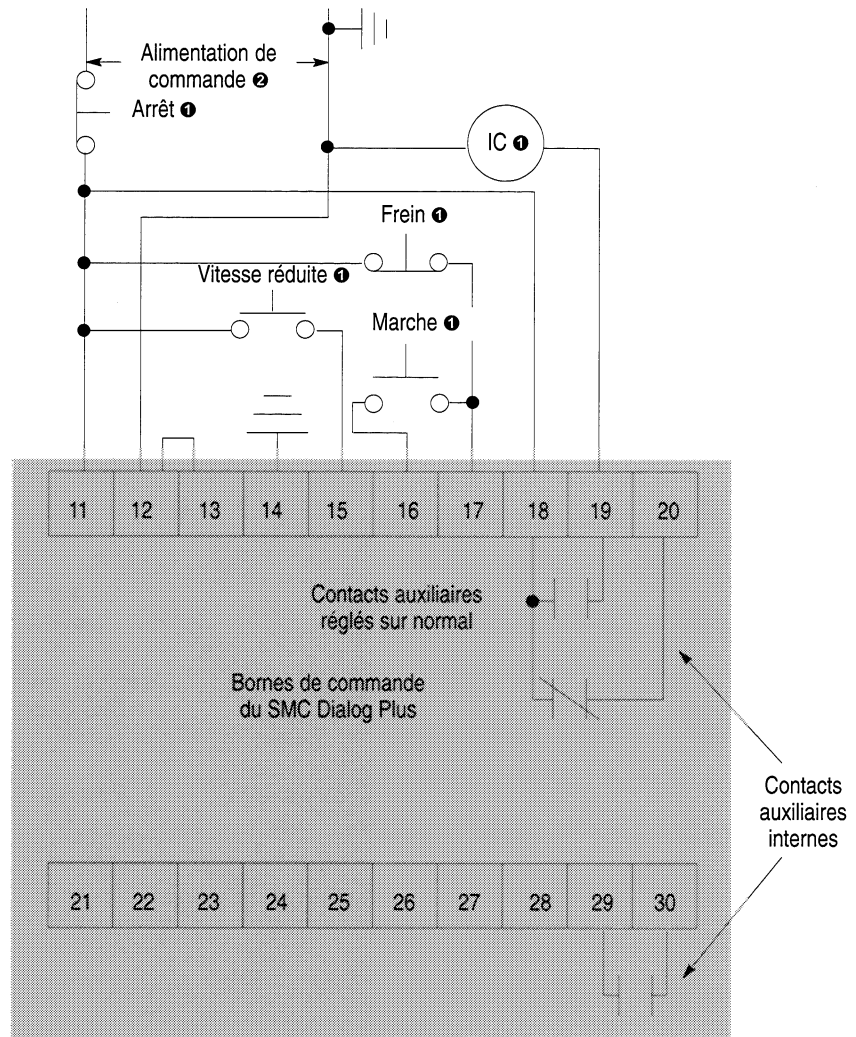 Alimentation de
commande ❷
Arrêt ❶
IC ❶
Frein ❶
Vitesse réduite ❶
Marche ❶
11 12 13 14 15 16 17 18 19 20
Contacts auxiliaires
réglés sur normal
Bornes de commande
du SMC Dialog Plus
Contacts
auxiliaires
internes
21 22 23 24 25 26 27 28 29 30